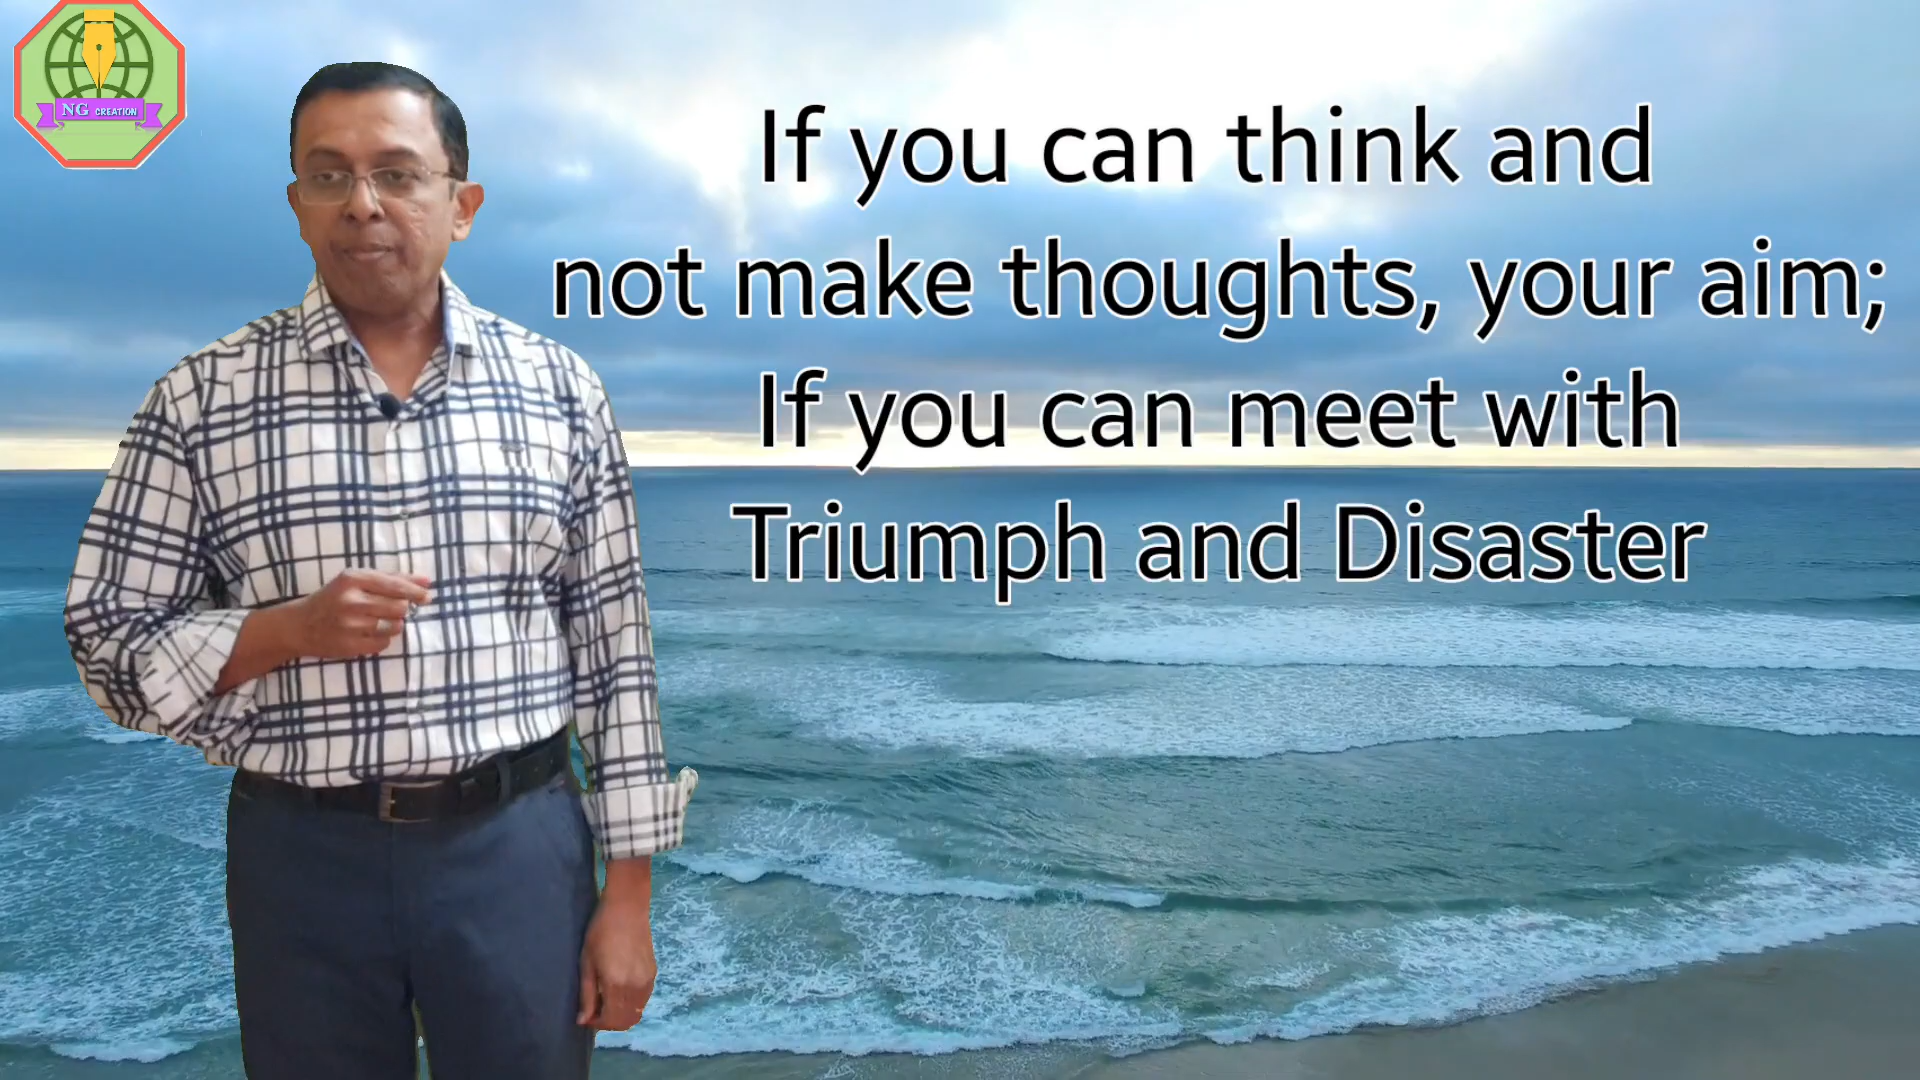 NG CREATION
If you can think and
not make thoughts, your aim;
If you can meet with
Triumph and Disaster